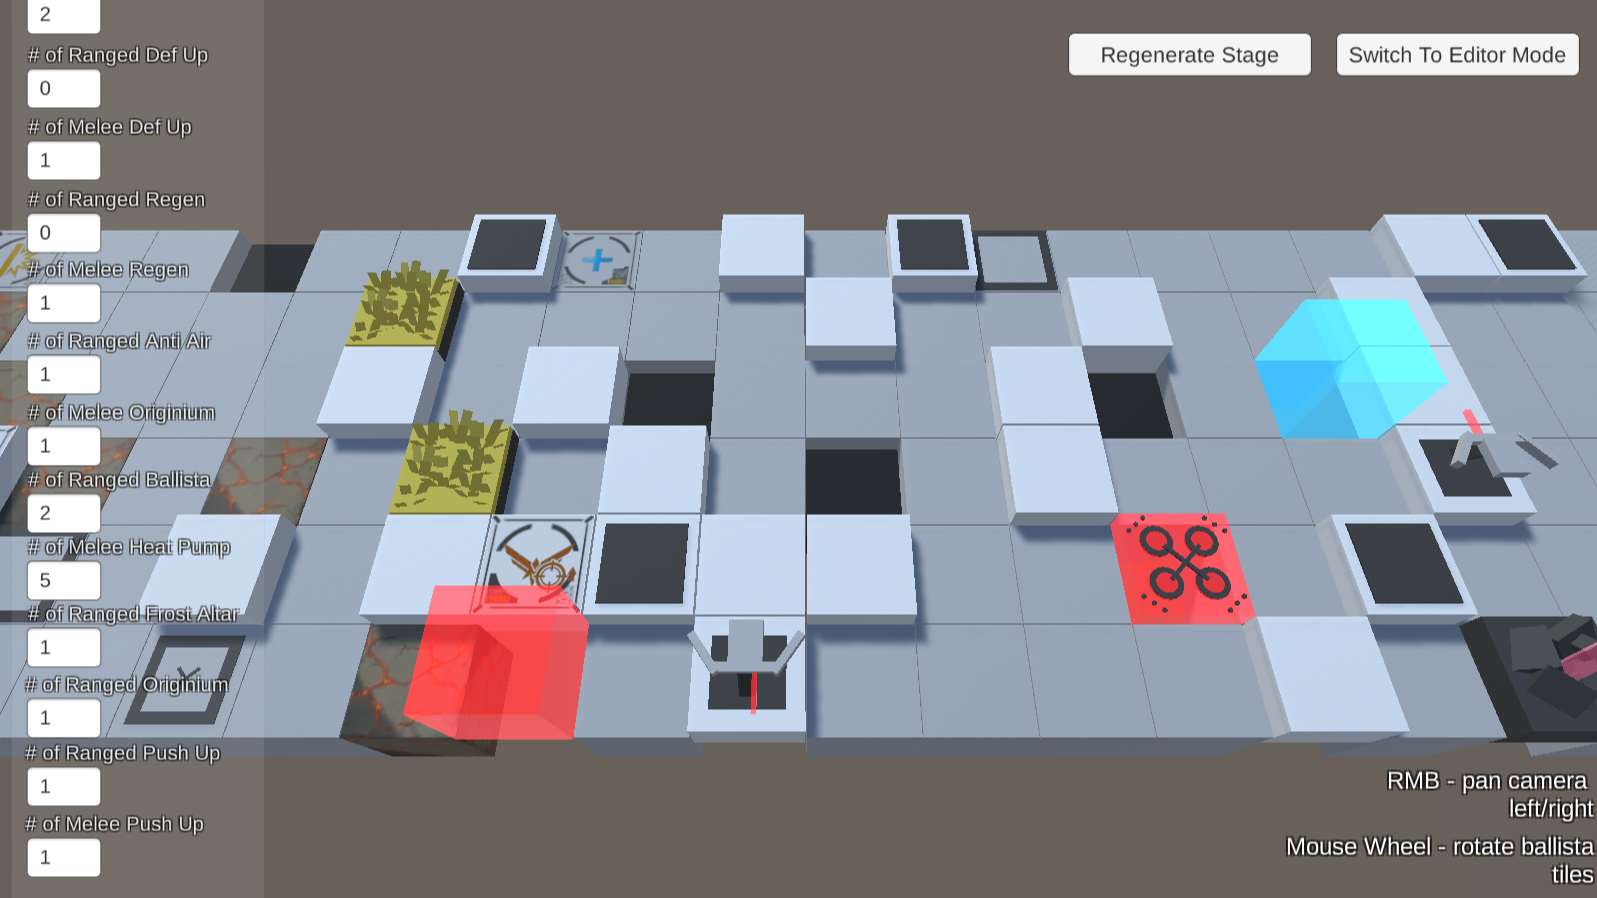 2
# of Ranged Def Up
0
# of Melee Def Up
1
# of Ranged Regen
0
# of Melee Regen
1
# of Ranged Anti Air
1
# of Melee Originium
1
# of Ranged Ballista
2
# of Melee Heat Pump
5
# of Ranged Frost Altar
1
# of Ranged Originium
1
# of Ranged Push Up
1
# of Melee Push Up
1
Regenerate Stage
Switch To Editor Mode
RMB - pan camera
left/right
Mouse Wheel - rotate ballista
tiles